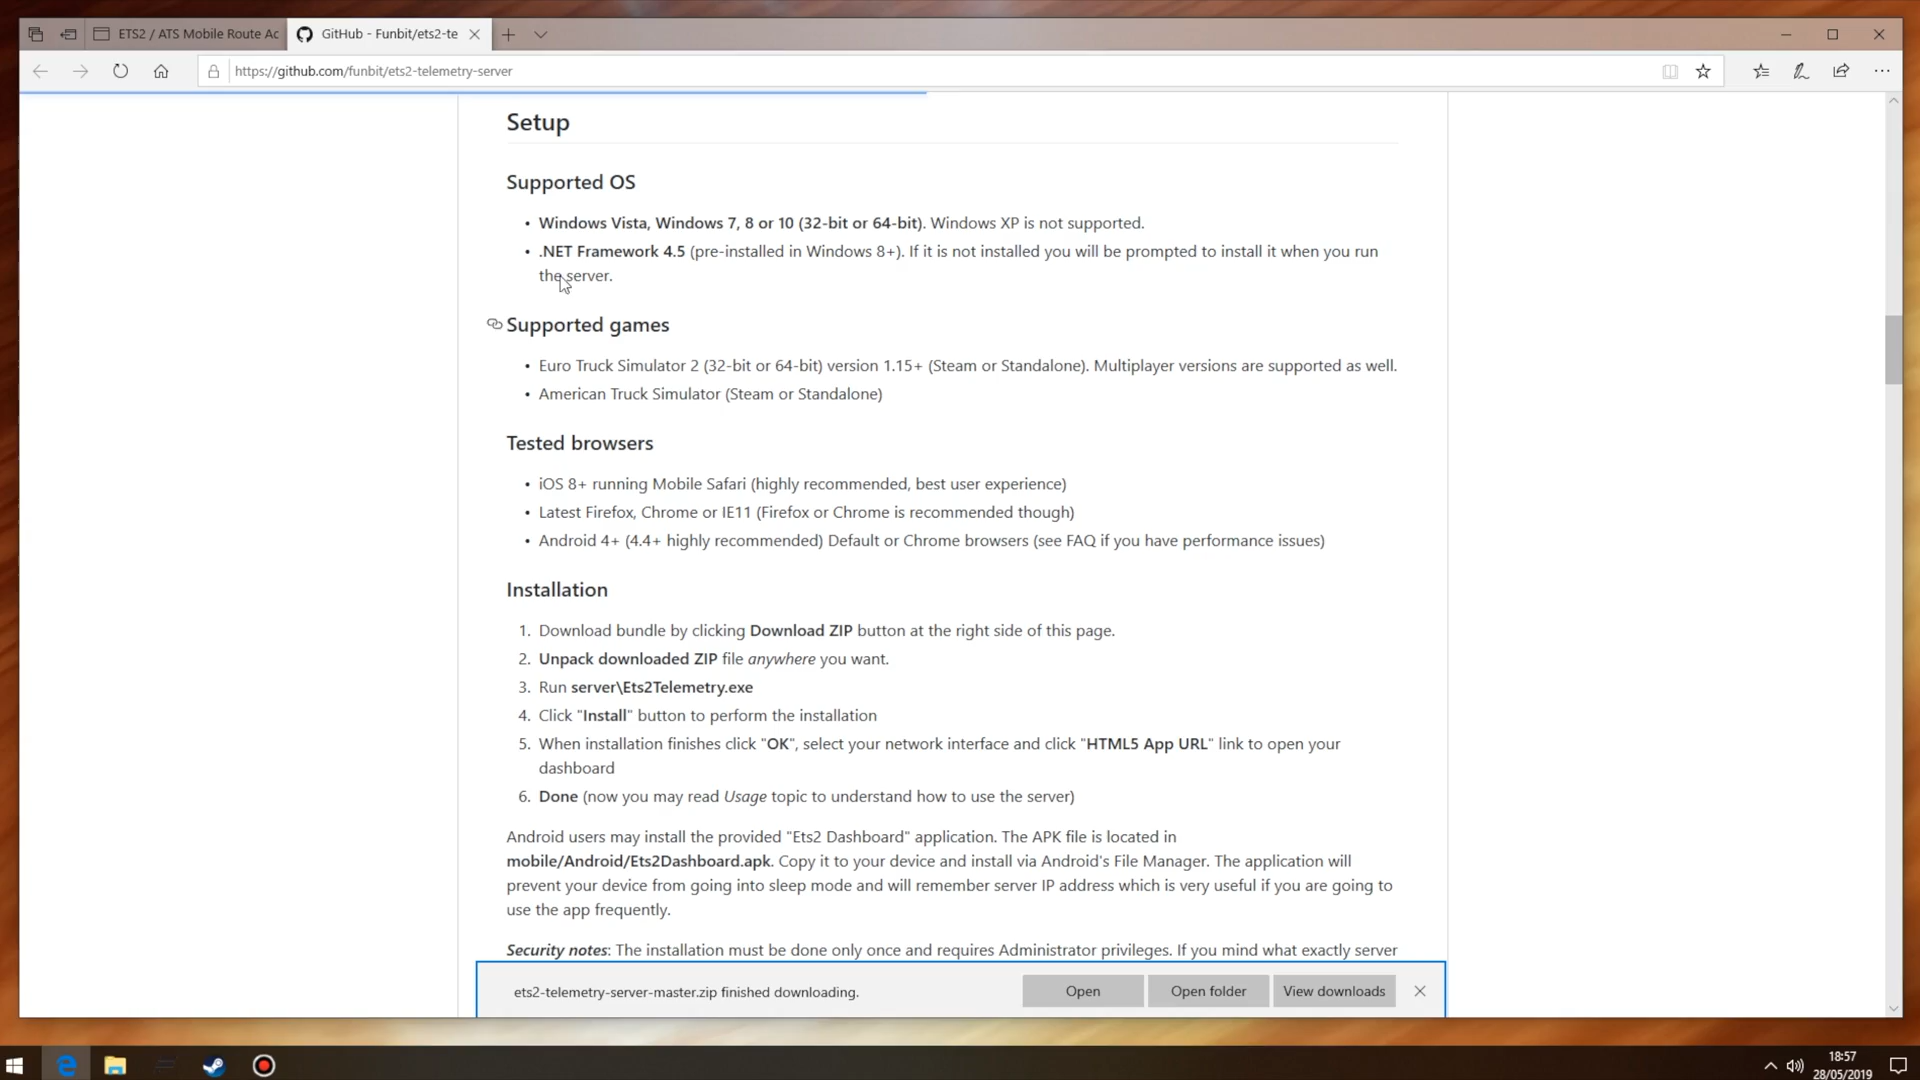 ETS2 / ATS Mobile Route Ac
GitHub - Funbit/ets2-te
https://github.com/funbit/ets2-telemetry-server
Setup
Supported OS
• Windows Vista, Windows 7, 8 or 10 (32-bit or 64-bit). Windows XP is not supported.
• .NET Framework 4.5 (pre-installed in Windows 8+). If it is not installed you will be prompted to install it when you run
the server.
Supported games
• Euro Truck Simulator 2 (32-bit or 64-bit) version 1.15+ (Steam or Standalone). Multiplayer versions are supported as well.
• American Truck Simulator (Steam or Standalone)
Tested browsers
• iOS 8+ running Mobile Safari (highly recommended, best user experience)
• Latest Firefox, Chrome or IE11 (Firefox or Chrome is recommended though)
• Android 4+ (4.4+ highly recommended) Default or Chrome browsers (see FAQ if you have performance issues)
Installation
1. Download bundle by clicking Download ZIP button at the right side of this page.
2. Unpack downloaded ZIP file anywhere you want.
3. Run server\Ets2Telemetry.exe
4. Click "Install" button to perform the installation
5. When installation finishes click "OK", select your network interface and click "HTML5 App URL" link to open your
dashboard
6. Done (now you may read Usage topic to understand how to use the server)
Android users may install the provided "Ets2 Dashboard" application. The APK file is located in
mobile/Android/Ets2Dashboard.apk. Copy it to your device and install via Android's File Manager. The application will
prevent your device from going into sleep mode and will remember server IP address which is very useful if you are going to
use the app frequently.
Security notes: The installation must be done only once and requires Administrator privileges. If you mind what exactly server
ets2-telemetry-server-master.zip finished downloading.
Open
Open folder
View downloads
18:57
28/05/2019